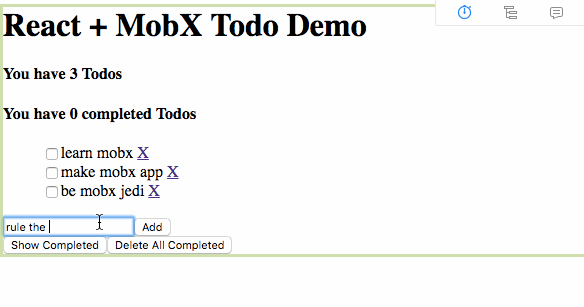 React + MobX Todo Demo
You have 3 Todos
You have 0 completed Todos
learn mobx X
make mobx app X
be mobx jedi X
rule the Add
Show Completed Delete All Completed